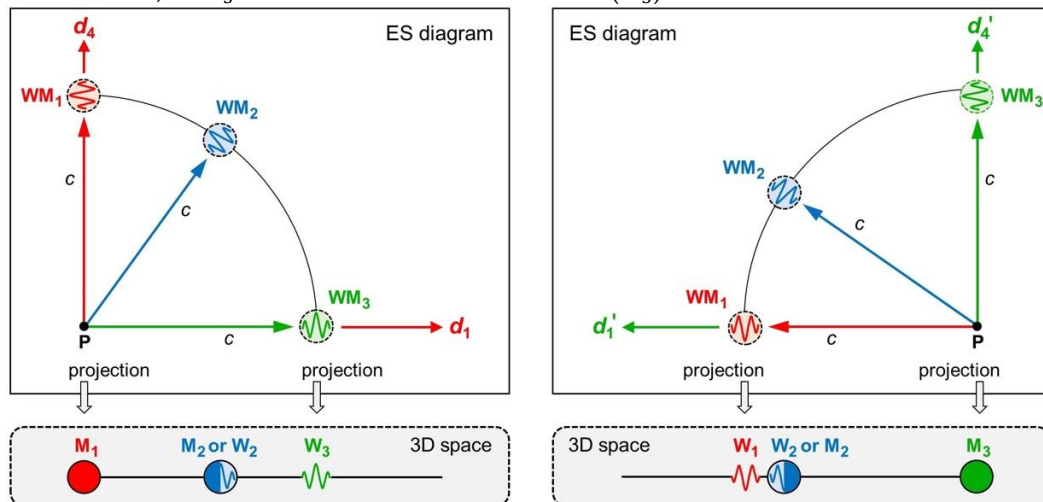 ES diagram
d4
WM1
WM2
c
c
WM3
P
c
d1
projection
projection
M1
M2 or W2
W3
3D space
ES diagram
d4'
WM3
WM2
c
c
WM1
d1'
c
P
projection
projection
3D space
W1
W2 or M2
M3